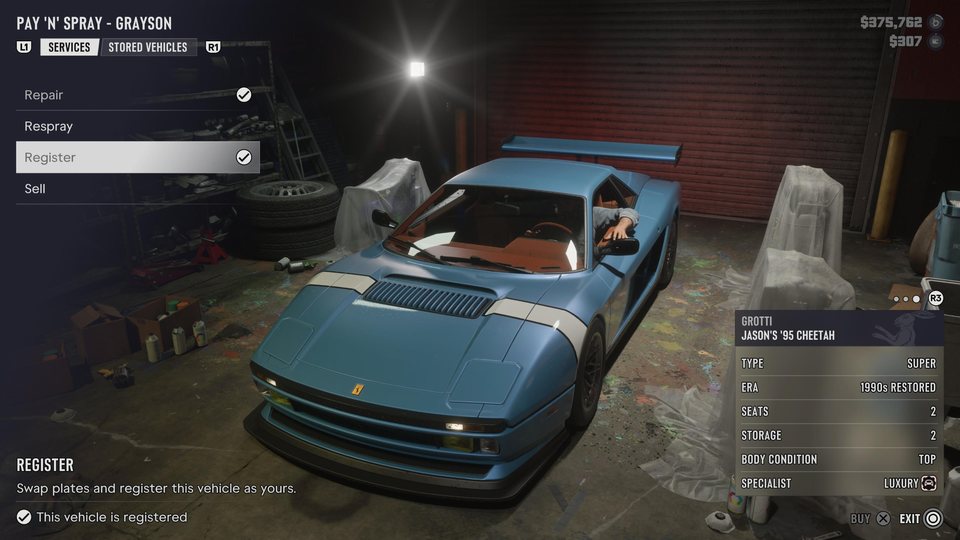 PAY 'N' SPRAY - GRAYSON
L1 SERVICES STORED VEHICLES R1
$375,762
$307
Repair
Respray
Register
Sell
R3
GROTTI
JASON'S '95 CHEETAH
TYPE SUPER
ERA 1990s RESTORED
SEATS 2
STORAGE 2
BODY CONDITION TOP
SPECIALIST LUXURY
REGISTER
Swap plates and register this vehicle as yours.
This vehicle is registered
BUY EXIT